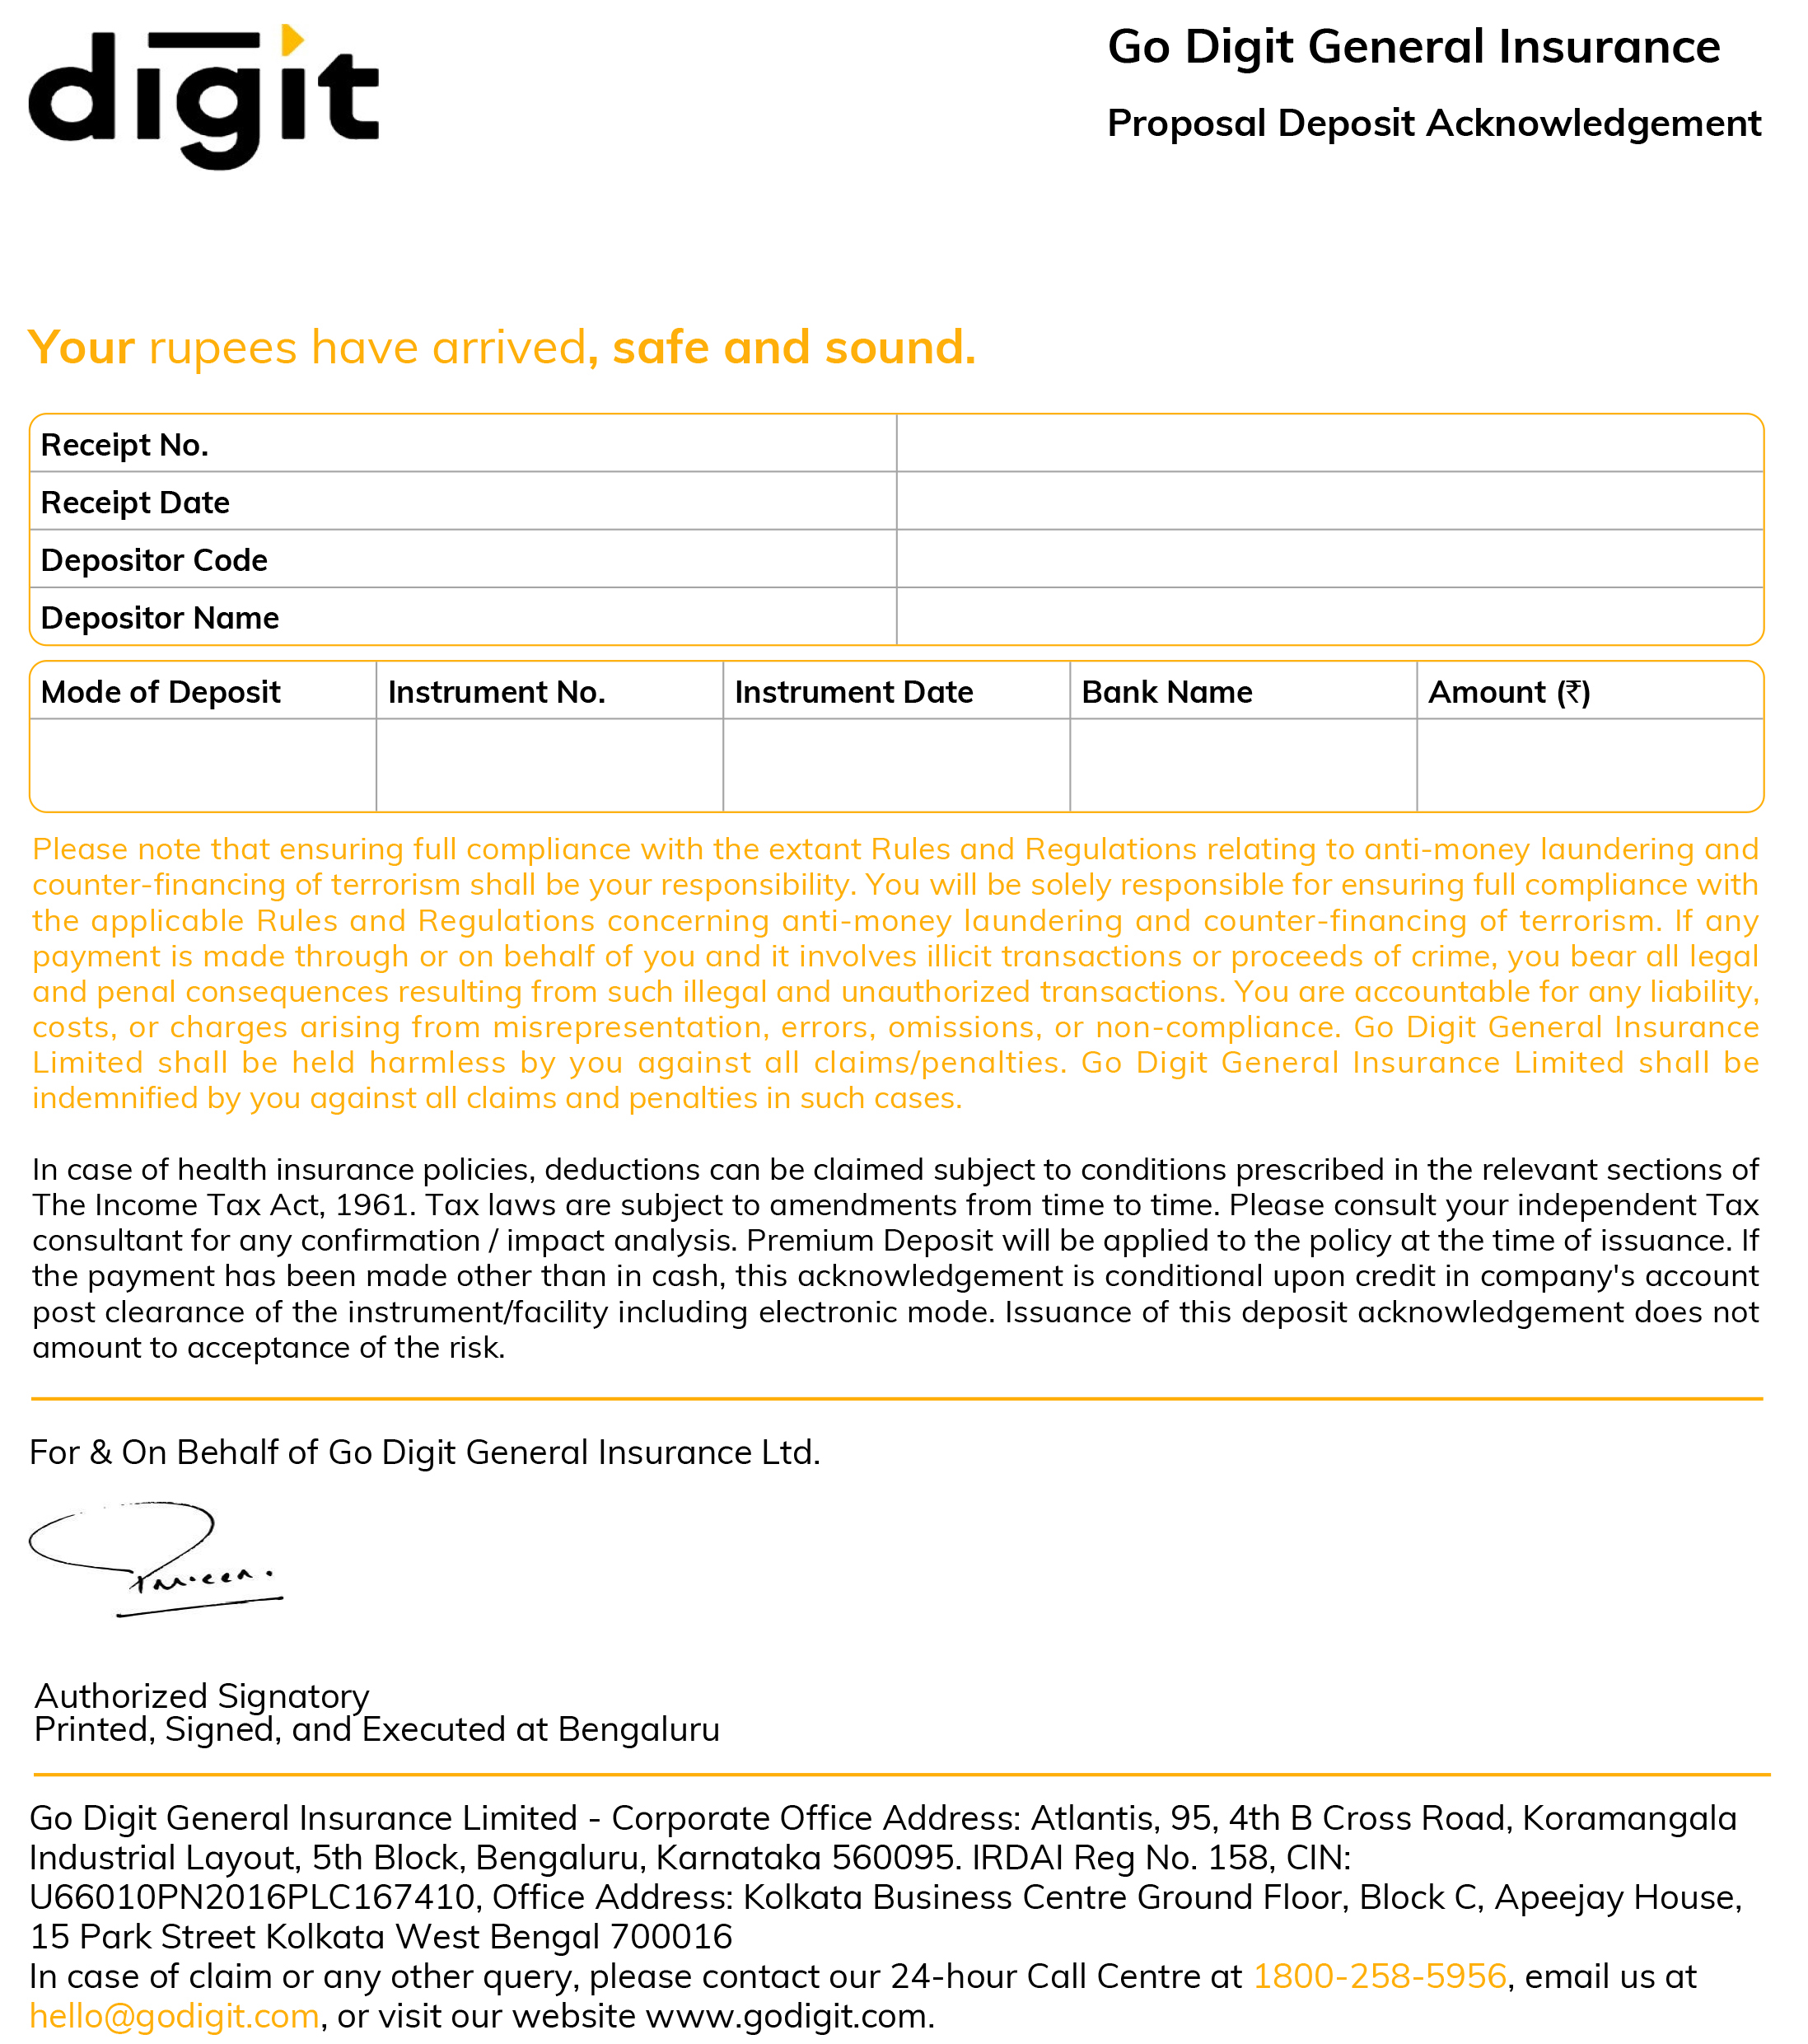 digit
Go Digit General Insurance
Proposal Deposit Acknowledgement
Your rupees have arrived, safe and sound.
Receipt No.
Receipt Date
Depositor Code
Depositor Name
Mode of Deposit Instrument No. Instrument Date Bank Name Amount (₹)
Please note that ensuring full compliance with the extant Rules and Regulations relating to anti-money laundering and
counter-financing of terrorism shall be your responsibility. You will be solely responsible for ensuring full compliance with
the applicable Rules and Regulations concerning anti-money laundering and counter-financing of terrorism. If any
payment is made through or on behalf of you and it involves illicit transactions or proceeds of crime, you bear all legal
and penal consequences resulting from such illegal and unauthorized transactions. You are accountable for any liability,
costs, or charges arising from misrepresentation, errors, omissions, or non-compliance. Go Digit General Insurance
Limited shall be held harmless by you against all claims/penalties. Go Digit General Insurance Limited shall be
indemnified by you against all claims and penalties in such cases.
In case of health insurance policies, deductions can be claimed subject to conditions prescribed in the relevant sections of
The Income Tax Act, 1961. Tax laws are subject to amendments from time to time. Please consult your independent Tax
consultant for any confirmation / impact analysis. Premium Deposit will be applied to the policy at the time of issuance. If
the payment has been made other than in cash, this acknowledgement is conditional upon credit in company's account
post clearance of the instrument/facility including electronic mode. Issuance of this deposit acknowledgement does not
amount to acceptance of the risk.
For & On Behalf of Go Digit General Insurance Ltd.
Authorized Signatory
Printed, Signed, and Executed at Bengaluru
Go Digit General Insurance Limited - Corporate Office Address: Atlantis, 95, 4th B Cross Road, Koramangala
Industrial Layout, 5th Block, Bengaluru, Karnataka 560095. IRDAI Reg No. 158, CIN:
U66010PN2016PLC167410, Office Address: Kolkata Business Centre Ground Floor, Block C, Apeejay House,
15 Park Street Kolkata West Bengal 700016
In case of claim or any other query, please contact our 24-hour Call Centre at 1800-258-5956, email us at
hello@godigit.com, or visit our website www.godigit.com.